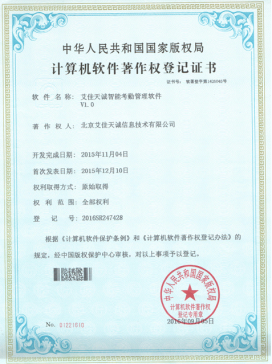 中华人民共和国国家版权局
计算机软件著作权登记证书
证书号： 软著登字第1426045号
软件名称： 艾佳天诚智能考勤管理软件
V1.0
著作权人： 北京艾佳天诚信息技术有限公司
开发完成日期： 2015年11月04日
首次发表日期： 2015年12月10日
权利取得方式： 原始取得
权利范围： 全部权利
登记号： 2016SR247428
根据《计算机软件保护条例》和《计算机软件著作权登记办法》的
规定，经中国版权保护中心审核，对以上事项予以登记。
中华人民共和国国家版权局
计算机软件著作权
登记专用章
2016年09月05日
No. 01221610